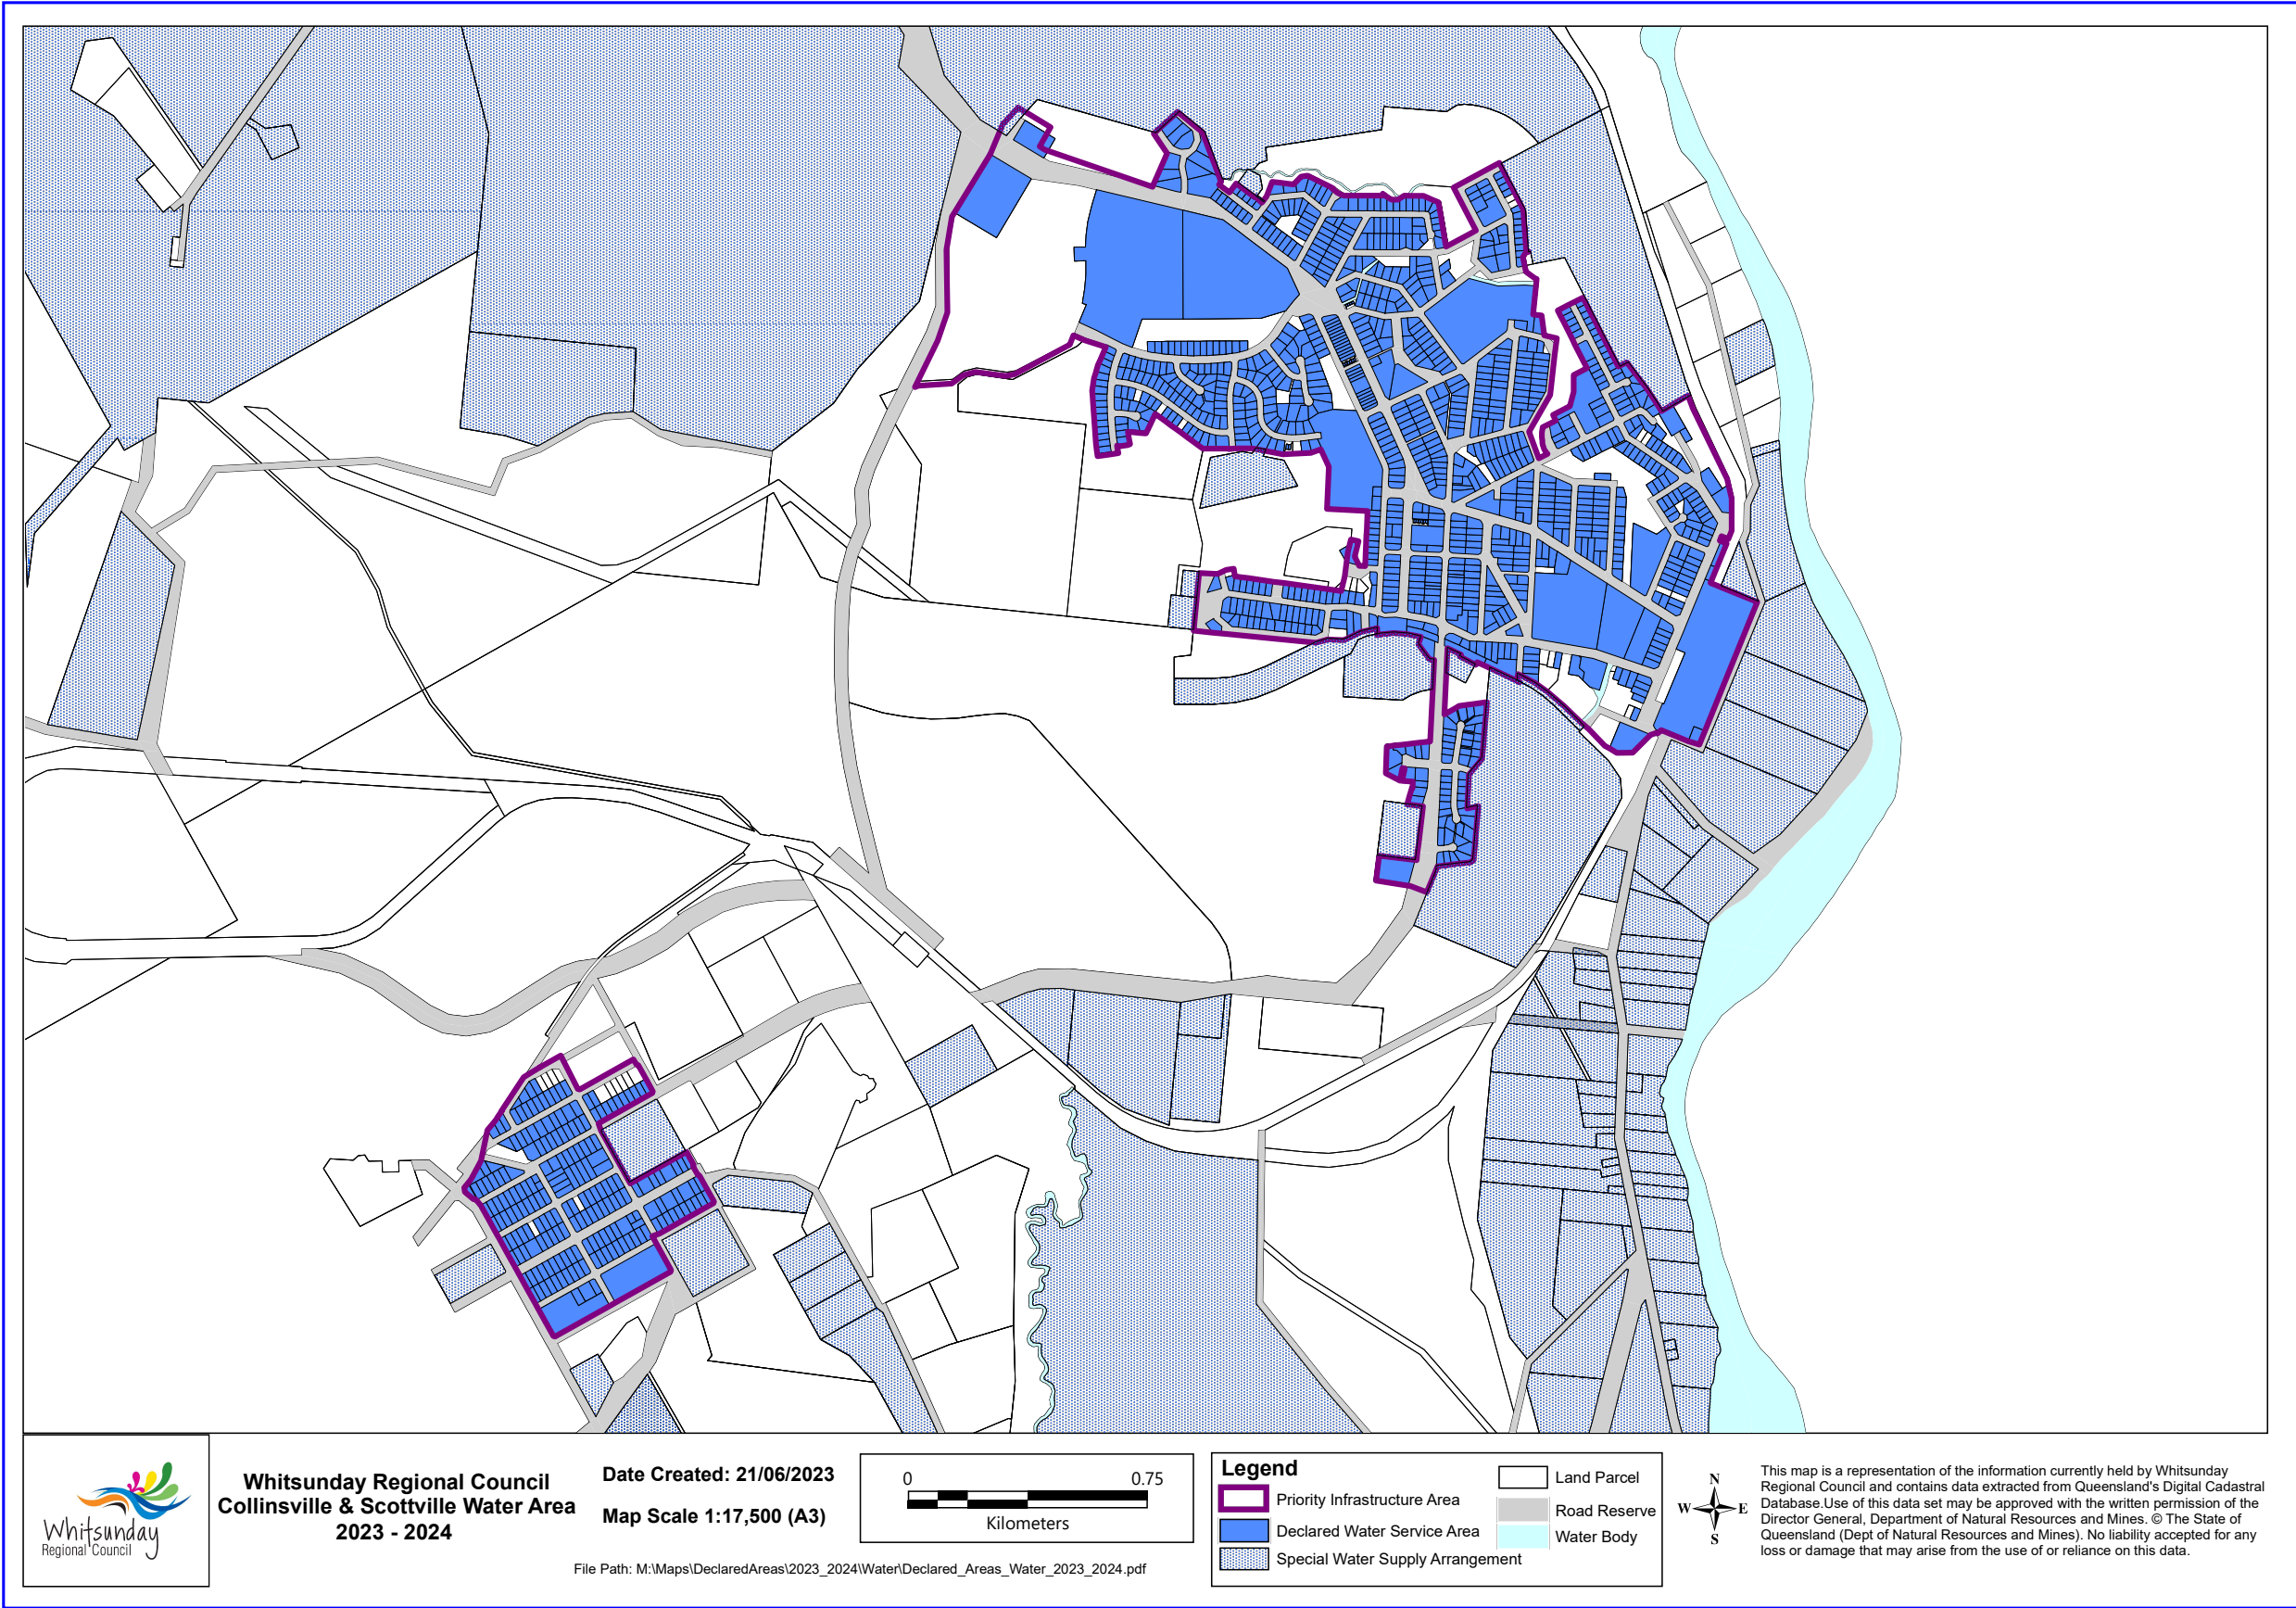 Whitsunday
Regional Council
Whitsunday Regional Council
Collinsville & Scottville Water Area
2023 - 2024
Date Created: 21/06/2023
Map Scale 1:17,500 (A3)
0 0.75
Kilometers
File Path: M:\Maps\DeclaredAreas\2023_2024\Water\Declared_Areas_Water_2023_2024.pdf
Legend
Priority Infrastructure Area
Declared Water Service Area
Special Water Supply Arrangement
Land Parcel
Road Reserve
Water Body
N
W E
S
This map is a representation of the information currently held by Whitsunday
Regional Council and contains data extracted from Queensland's Digital Cadastral
Database.Use of this data set may be approved with the written permission of the
Director General, Department of Natural Resources and Mines. © The State of
Queensland (Dept of Natural Resources and Mines). No liability accepted for any
loss or damage that may arise from the use of or reliance on this data.